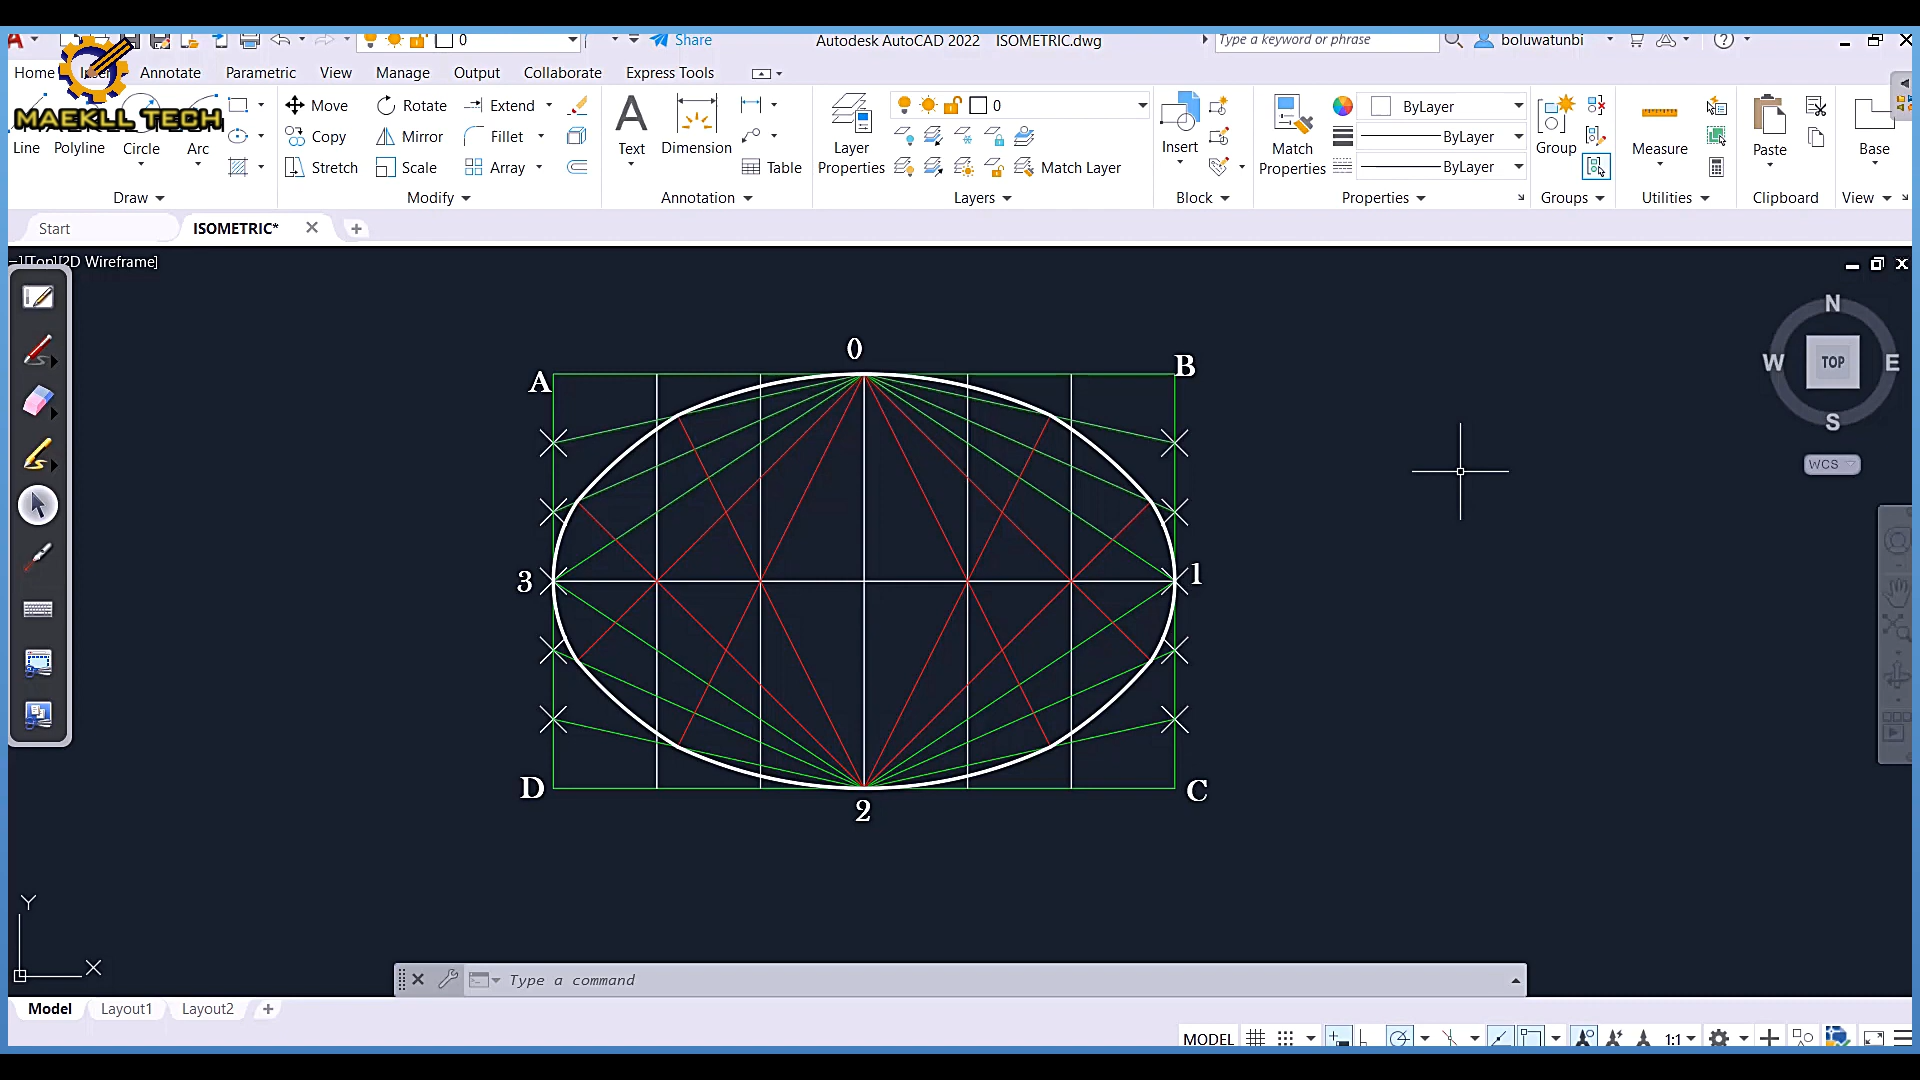 0
Share
Autodesk AutoCAD 2022 ISOMETRIC.dwg
Type a keyword or phrase
boluwatunbi
Home
Annotate
Parametric
View
Manage
Output
Collaborate
Express Tools
MAEKLL TECH
Line
Polyline
Circle
Arc
Draw
Move
Rotate
Extend
Copy
Mirror
Fillet
Stretch
Scale
Array
Modify
Text
Dimension
Table
Annotation
Layer
Properties
0
Match Layer
Layers
Insert
Block
Match
Properties
ByLayer
ByLayer
ByLayer
Properties
Group
Groups
Measure
Utilities
Paste
Clipboard
Base
View
Start
ISOMETRIC*
[Top][2D Wireframe]
N
W
TOP
E
S
WCS
0
A
B
3
1
D
C
2
Y
X
Type a command
Model
Layout1
Layout2
MODEL
1:1